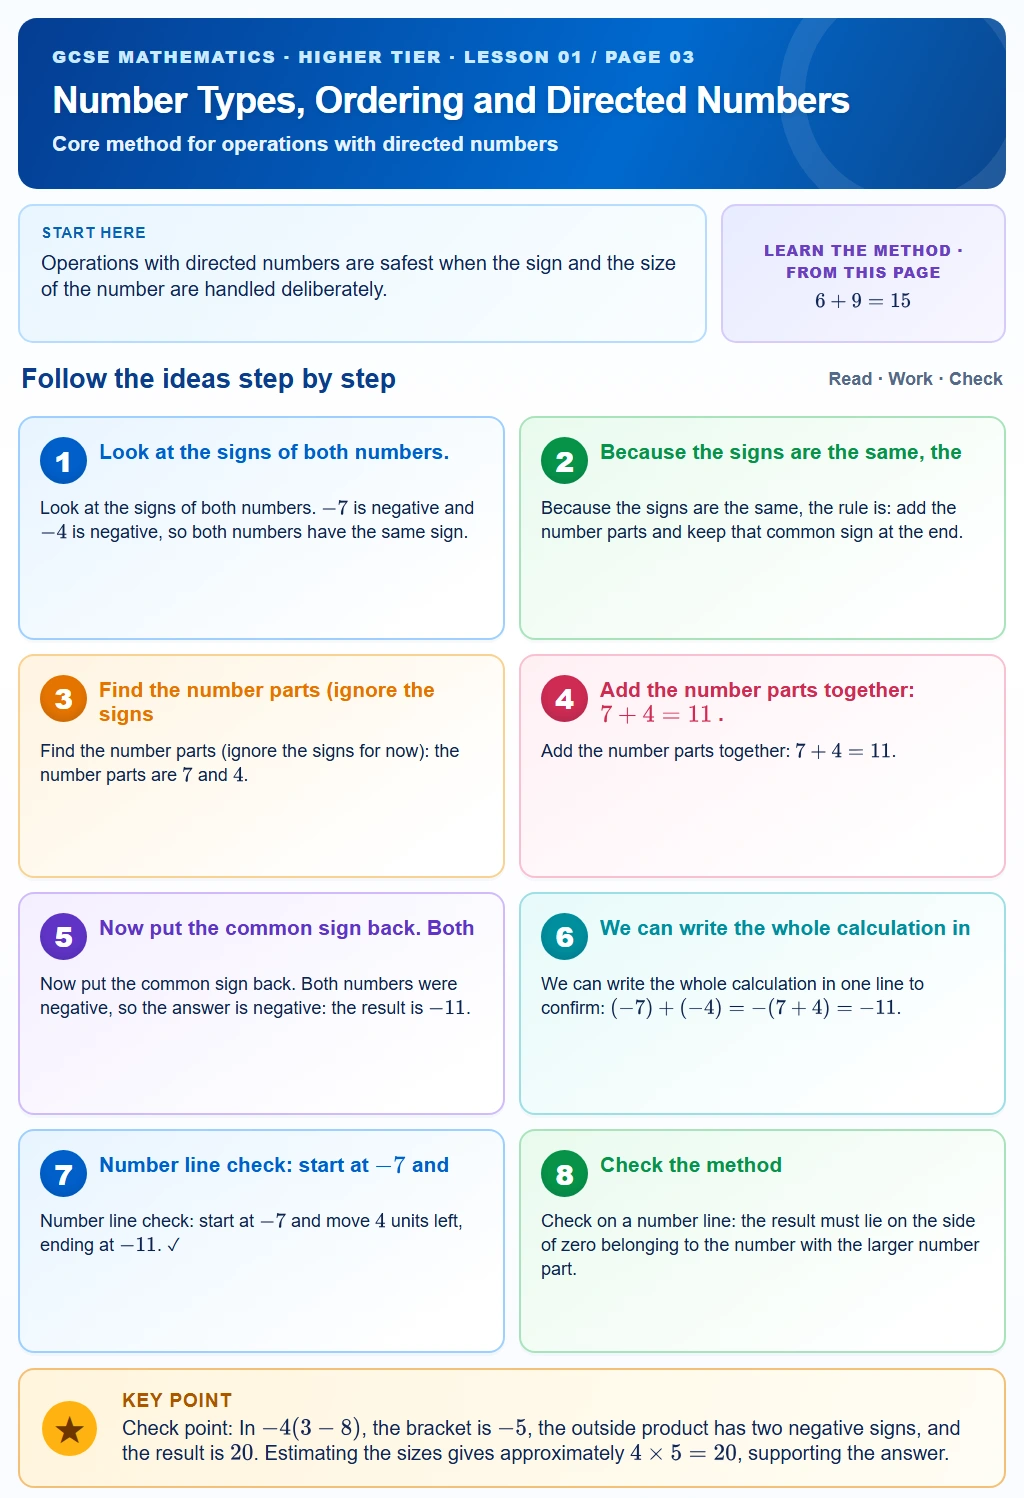 GCSE MATHEMATICS · HIGHER TIER · LESSON 01 / PAGE 03
Number Types, Ordering and Directed Numbers
Core method for operations with directed numbers
START HERE
Operations with directed numbers are safest when the sign and the size
of the number are handled deliberately.
LEARN THE METHOD ·
FROM THIS PAGE
6 + 9 = 15
Follow the ideas step by step
Read · Work · Check
1
Look at the signs of both numbers.
Look at the signs of both numbers. −7 is negative and
−4 is negative, so both numbers have the same sign.
2
Because the signs are the same, the
Because the signs are the same, the rule is: add the
number parts and keep that common sign at the end.
3
Find the number parts (ignore the
signs
Find the number parts (ignore the signs for now): the
number parts are 7 and 4.
4
Add the number parts together:
7 + 4 = 11 .
Add the number parts together: 7 + 4 = 11.
5
Now put the common sign back. Both
Now put the common sign back. Both numbers were
negative, so the answer is negative: the result is −11.
6
We can write the whole calculation in
We can write the whole calculation in one line to
confirm: (−7) + (−4) = −(7 + 4) = −11.
7
Number line check: start at −7 and
Number line check: start at −7 and move 4 units left,
ending at −11. ✓
8
Check the method
Check on a number line: the result must lie on the side
of zero belonging to the number with the larger number
part.
KEY POINT
Check point: In −4(3 − 8), the bracket is −5, the outside product has two negative signs, and
the result is 20. Estimating the sizes gives approximately 4 × 5 = 20, supporting the answer.